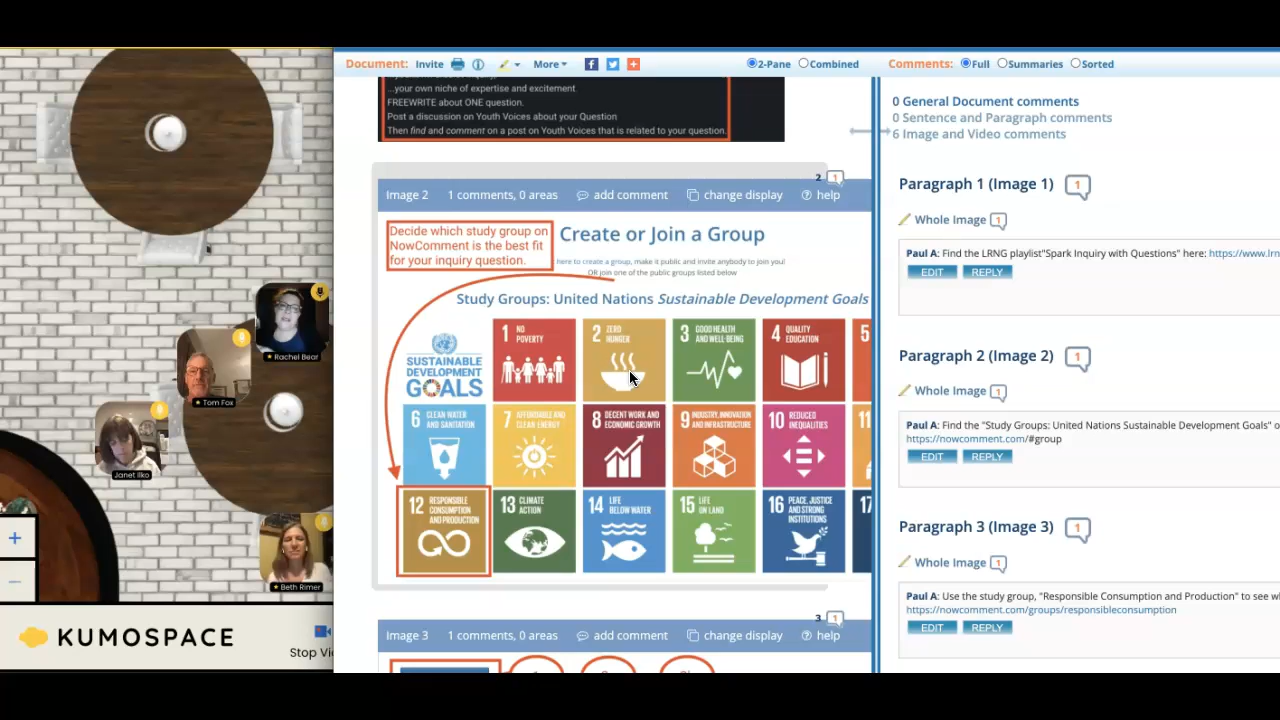 Document: Invite More
2-Pane Combined
Comments: Full Summaries Sorted
...your own niche of expertise and excitement
FREEWRITE about ONE question.
Post a discussion on Youth Voices about your Question
Then find and comment on a post on Youth Voices that is related to your question.
2 1
Image 2 1 comments, 0 areas add comment change display help
Decide which study group on
NowComment is the best fit
for your inquiry question.
Create or Join a Group
here to create a group, make it public and invite anybody to join you!
OR join one of the public groups listed below
Study Groups: United Nations Sustainable Development Goals
SUSTAINABLE
DEVELOPMENT
GOALS
1 NO
POVERTY
2 ZERO
HUNGER
3 GOOD HEALTH
AND WELL-BEING
4 QUALITY
EDUCATION
5
6 CLEAN WATER
AND SANITATION
7 AFFORDABLE AND
CLEAN ENERGY
8 DECENT WORK AND
ECONOMIC GROWTH
9 INDUSTRY, INNOVATION
AND INFRASTRUCTURE
10 REDUCED
INEQUALITIES
11
12 RESPONSIBLE
CONSUMPTION
AND PRODUCTION
13 CLIMATE
ACTION
14 LIFE
BELOW WATER
15 LIFE
ON LAND
16 PEACE, JUSTICE
AND STRONG
INSTITUTIONS
17
3 1
Image 3 1 comments, 0 areas add comment change display help
0 General Document comments
0 Sentence and Paragraph comments
6 Image and Video comments
Paragraph 1 (Image 1) 1
Whole Image 1
Paul A: Find the LRNG playlist"Spark Inquiry with Questions" here: https://www.lrn
EDIT REPLY
Paragraph 2 (Image 2) 1
Whole Image 1
Paul A: Find the "Study Groups: United Nations Sustainable Development Goals" o
https://nowcomment.com/#group
EDIT REPLY
Paragraph 3 (Image 3) 1
Whole Image 1
Paul A: Use the study group, "Responsible Consumption and Production" to see w
https://nowcomment.com/groups/responsibleconsumption
EDIT REPLY
Rachel Bear
Tom Fox
Janet Ilko
Beth Rimer
KUMOSPACE
Stop Vi